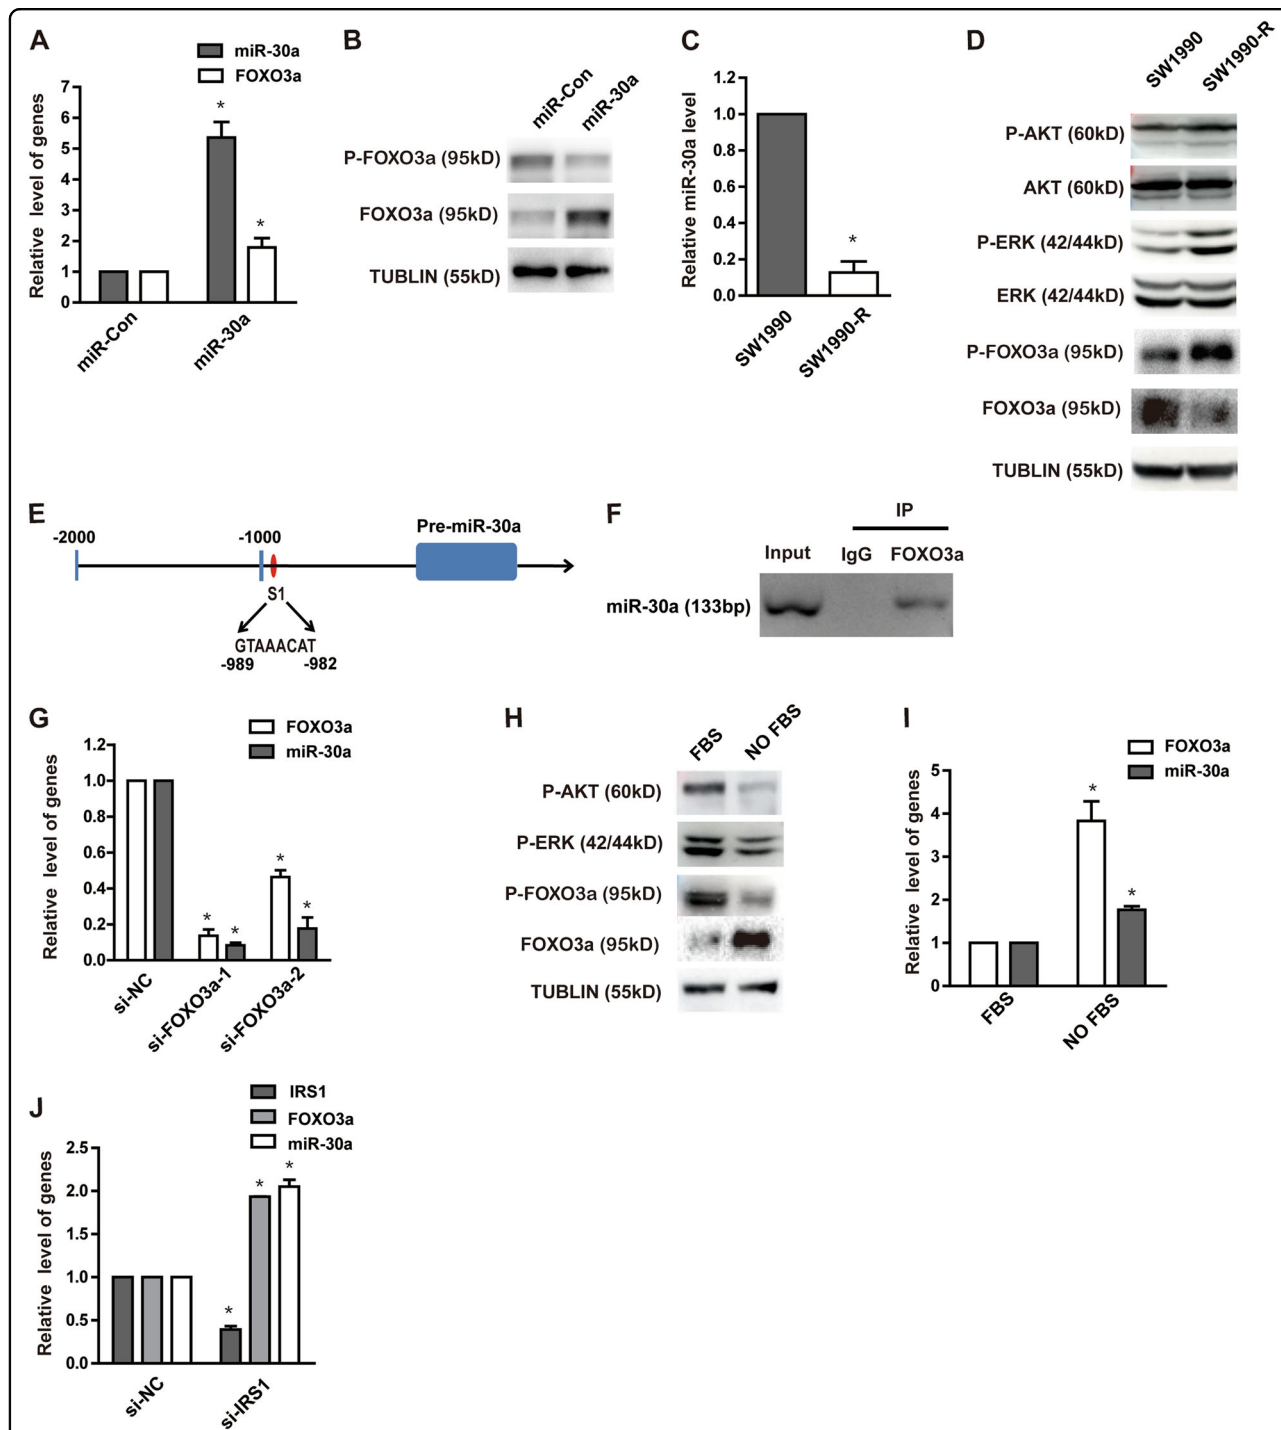 A
miR-30a
FOXO3a
Relative level of genes
7
6
5
4
3
2
1
0
*
*
miR-Con
miR-30a
B
miR-Con
miR-30a
P-FOXO3a (95kD)
FOXO3a (95kD)
TUBLIN (55kD)
C
Relative miR-30a level
1.2
1.0
0.8
0.6
0.4
0.2
0.0
*
SW1990
SW1990-R
D
SW1990
SW1990-R
P-AKT (60kD)
AKT (60kD)
P-ERK (42/44kD)
ERK (42/44kD)
P-FOXO3a (95kD)
FOXO3a (95kD)
TUBLIN (55kD)
E
-2000
-1000
Pre-miR-30a
S1
GTAAACAT
-989
-982
F
IP
Input
IgG
FOXO3a
miR-30a (133bp)
G
FOXO3a
miR-30a
Relative level of genes
1.2
1.0
0.8
0.6
0.4
0.2
0.0
*
*
*
*
si-NC
si-FOXO3a-1
si-FOXO3a-2
H
FBS
NO FBS
P-AKT (60kD)
P-ERK (42/44kD)
P-FOXO3a (95kD)
FOXO3a (95kD)
TUBLIN (55kD)
I
FOXO3a
miR-30a
Relative level of genes
5
4
3
2
1
0
*
*
FBS
NO FBS
J
IRS1
FOXO3a
miR-30a
Relative level of genes
2.5
2.0
1.5
1.0
0.5
0.0
*
*
*
si-NC
si-IRS1